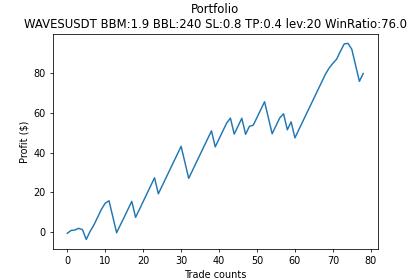 Portfolio
WAVESUSDT BBM:1.9 BBL:240 SL:0.8 TP:0.4 lev:20 WinRatio:76.0
Profit ($)
80
60
40
20
0
0 10 20 30 40 50 60 70 80
Trade counts